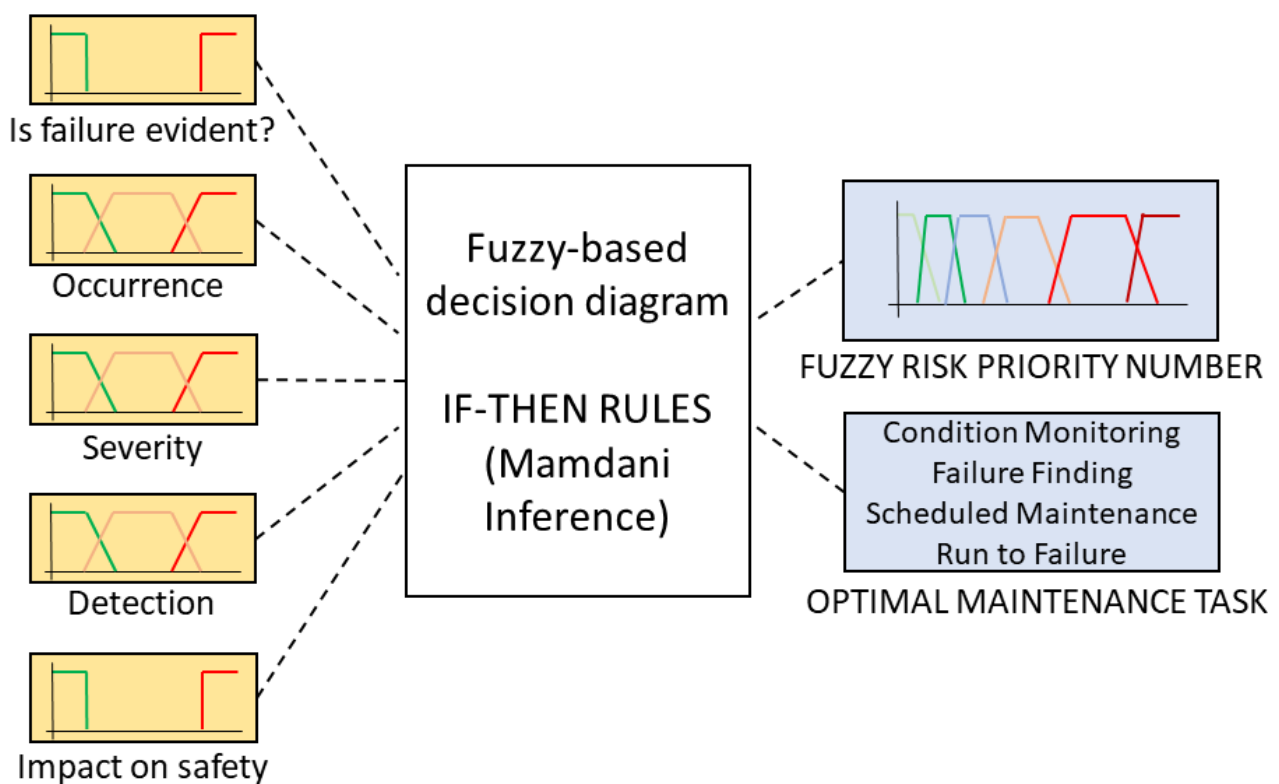 Is failure evident?
Occurrence
Severity
Detection
Impact on safety
Fuzzy-based
decision diagram
IF-THEN RULES
(Mamdani
Inference)
FUZZY RISK PRIORITY NUMBER
Condition Monitoring
Failure Finding
Scheduled Maintenance
Run to Failure
OPTIMAL MAINTENANCE TASK